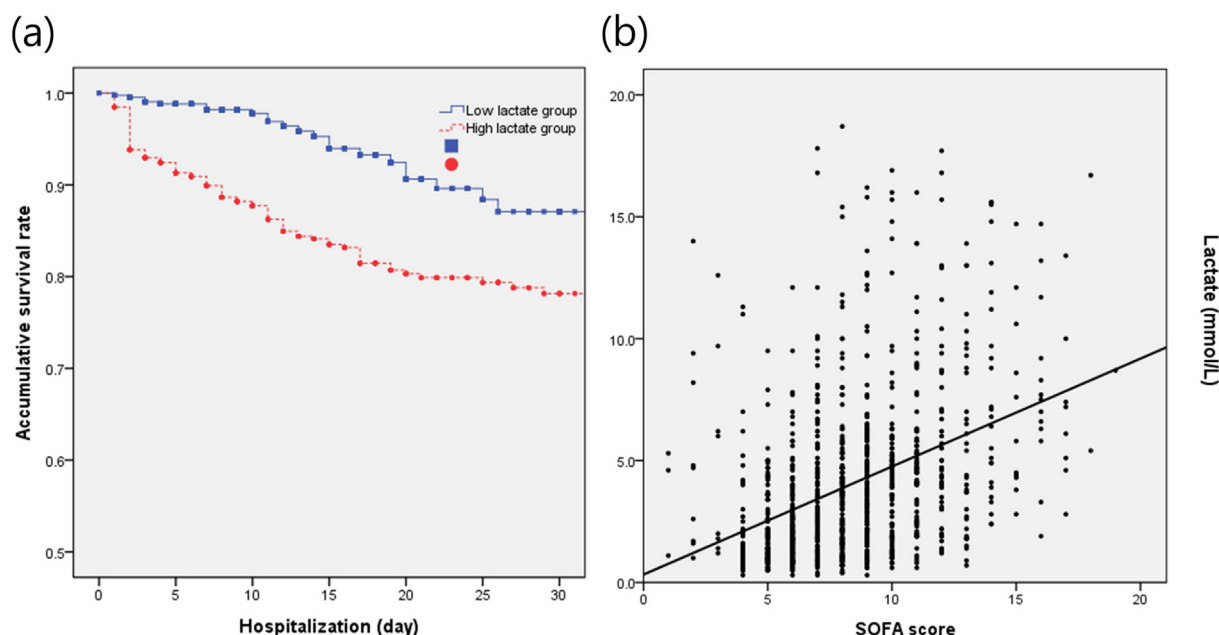 (a)
(b)
Accumulative survival rate
1.0
0.9
0.8
0.7
0.6
0.5
Low lactate group
High lactate group
0 5 10 15 20 25 30
Hospitalization (day)
20.0
15.0
10.0
5.0
0.0
0 5 10 15 20
SOFA score
Lactate (mmol/L)